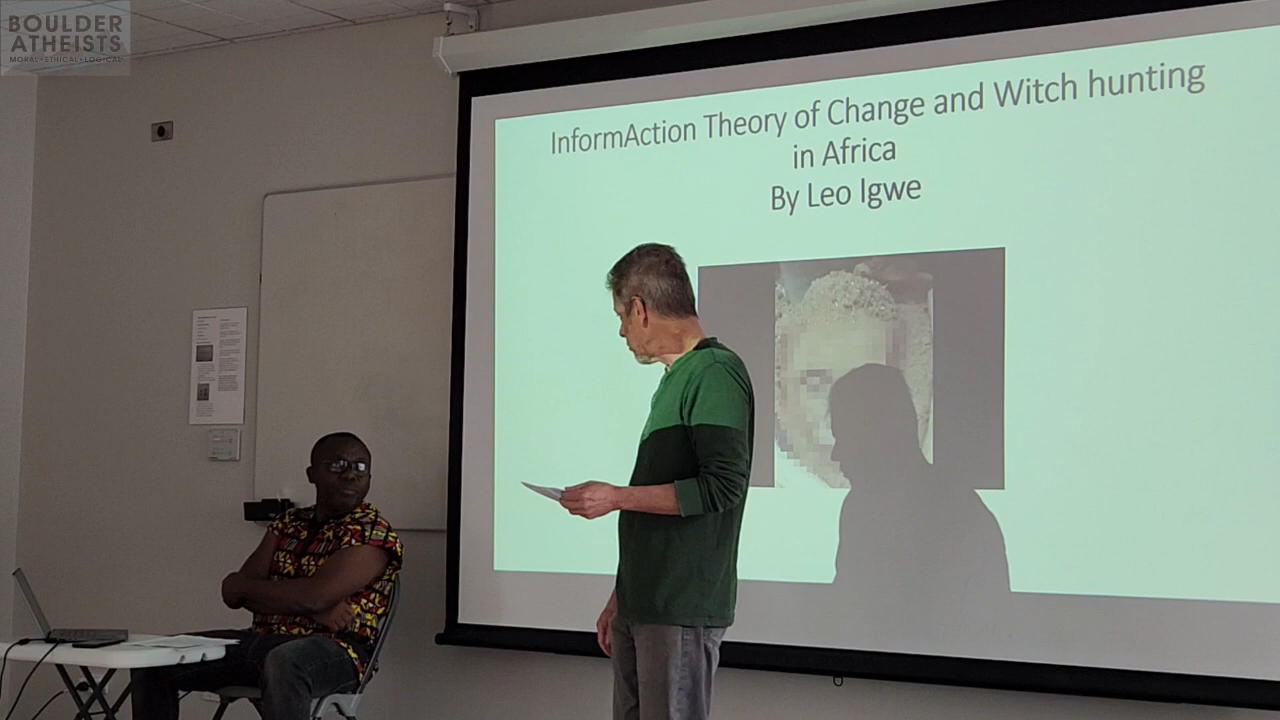 BOULDER
ATHEISTS
MORAL•ETHICAL•LOGICAL
InformAction Theory of Change and Witch hunting
in Africa
By Leo Igwe